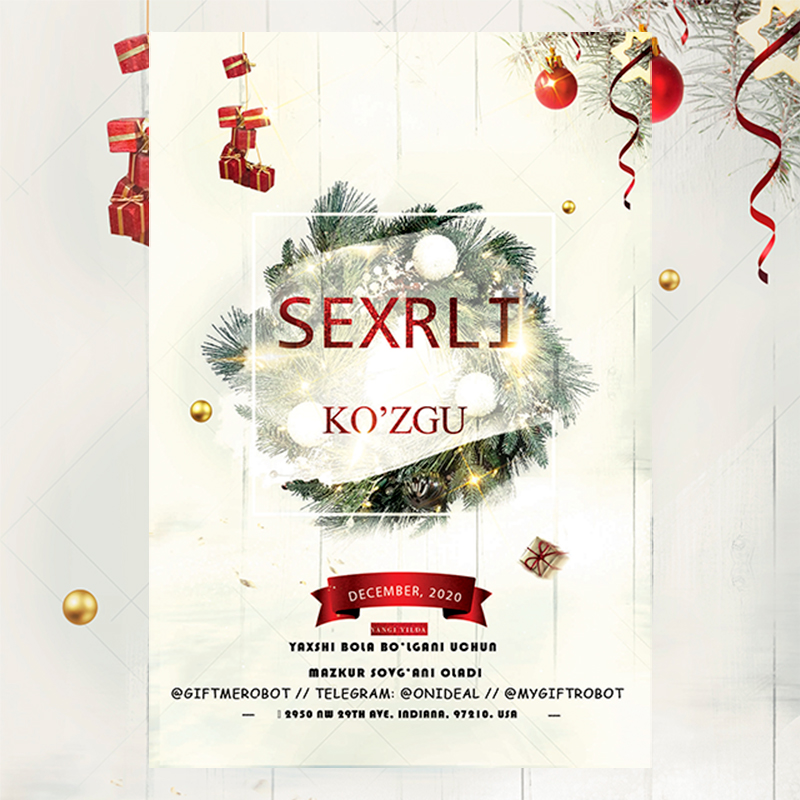 SEXRLI
KO'ZGU
DECEMBER, 2020
YANGI YILDA
YAXSHI BOLA BO'LGANI UCHUN
MAZKUR SOVG'ANI OLADI
@GIFTMEROBOT // TELEGRAM: @ONIDEAL // @MYGIFTROBOT
2950 NW 29TH AVE, INDIANA, 97210, USA